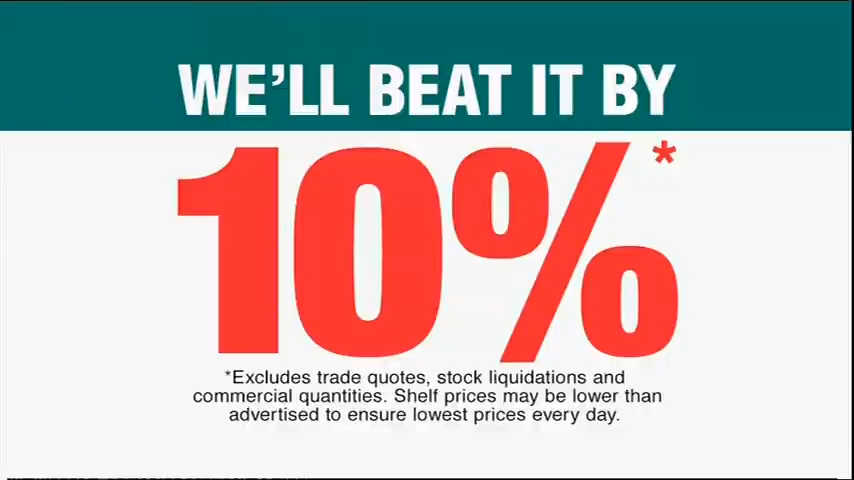 WE'LL BEAT IT BY
10%*
*Excludes trade quotes, stock liquidations and
commercial quantities. Shelf prices may be lower than
advertised to ensure lowest prices every day.